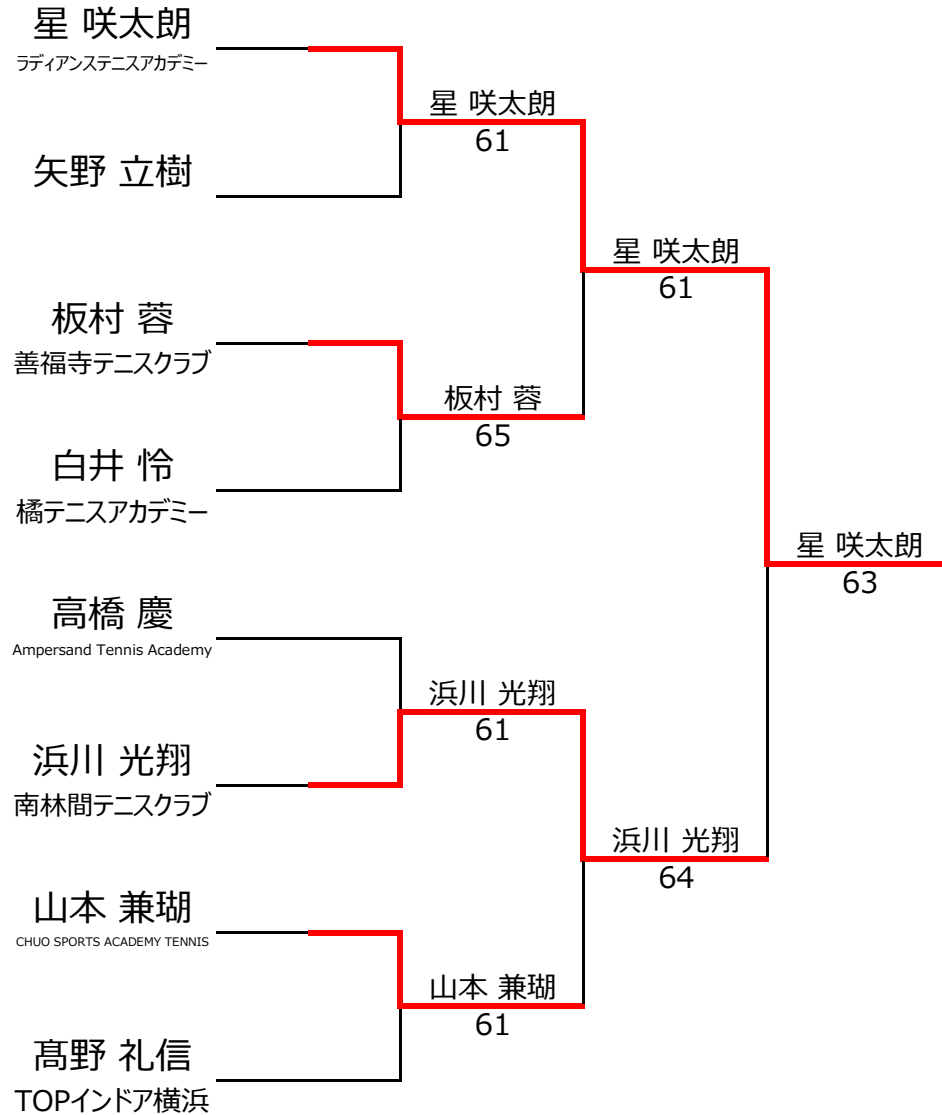 星 咲太朗
ラディアンステニスアカデミー
矢野 立樹
板村 蓉
善福寺テニスクラブ
白井 怜
橘テニスアカデミー
高橋 慶
Ampersand Tennis Academy
浜川 光翔
南林間テニスクラブ
山本 兼瑚
CHUO SPORTS ACADEMY TENNIS
髙野 礼信
TOPインドア横浜
星 咲太朗
61
板村 蓉
65
浜川 光翔
61
山本 兼瑚
61
星 咲太朗
61
浜川 光翔
64
星 咲太朗
63